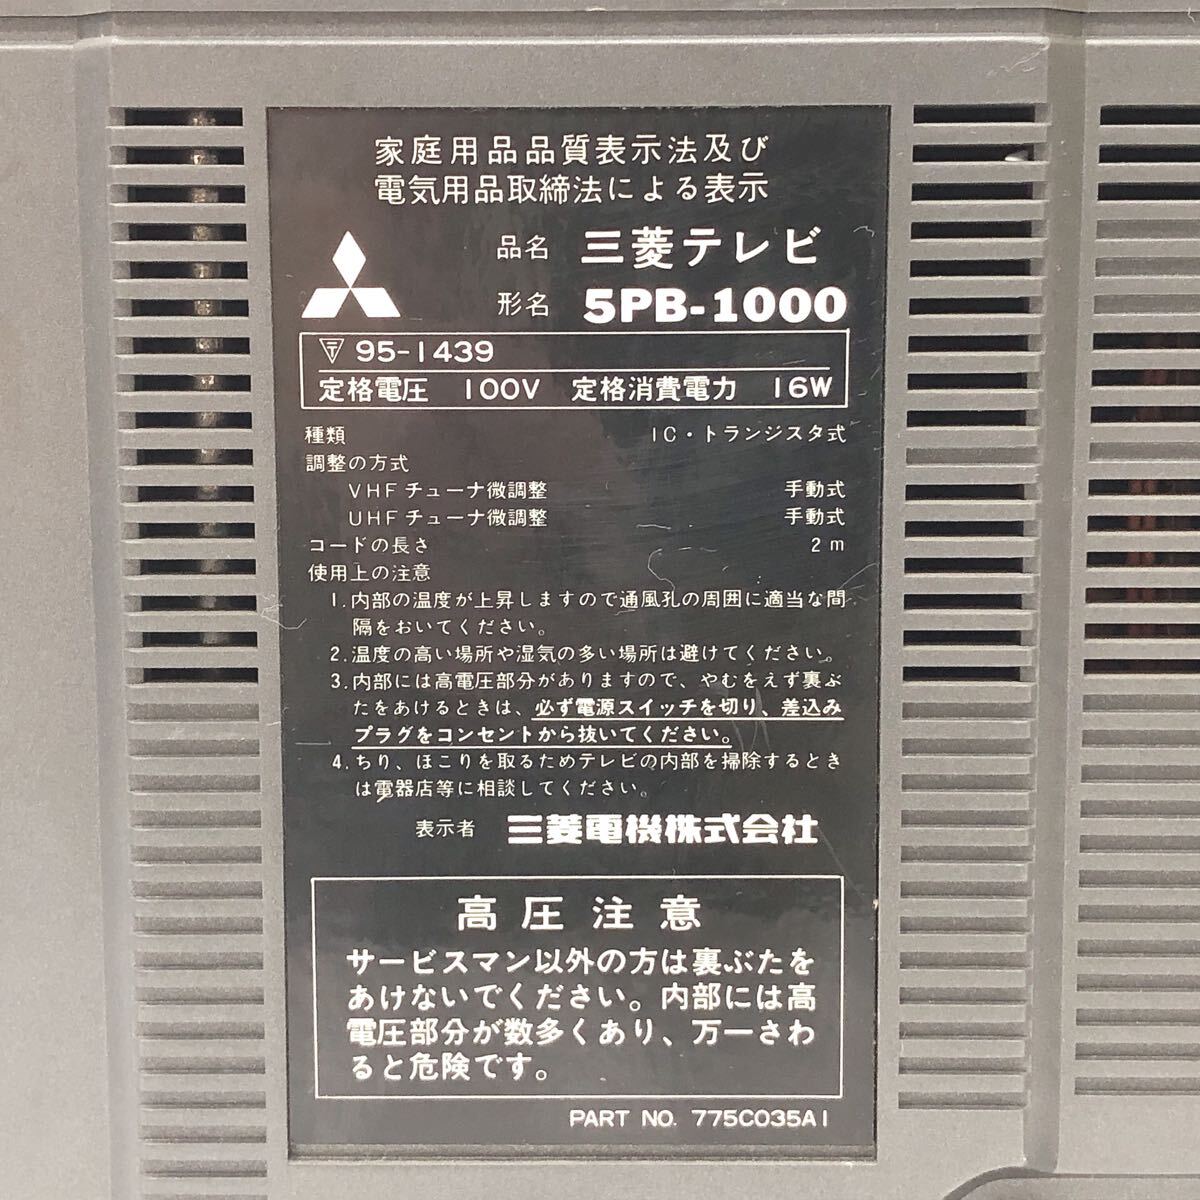 家庭用品品質表示法及び
電気用品取締法による表示
品名 三菱テレビ
形名 5PB-1000
〒 95-1439
定格電圧 100V 定格消費電力 16W
種類 IC・トランジスタ式
調整の方式
VHFチューナ微調整 手動式
UHFチューナ微調整 手動式
コードの長さ 2m
使用上の注意
1.内部の温度が上昇しますので通風孔の周囲に適当な間
隔をおいてください。
2.温度の高い場所や湿気の多い場所は避けてください。
3.内部には高電圧部分がありますので、やむをえず裏ぶ
たをあけるときは、必ず電源スイッチを切り、差込み
プラグをコンセントから抜いてください。
4.ちり、ほこりを取るためテレビの内部を掃除するとき
は電器店等に相談してください。
表示者 三菱電機株式会社
高圧注意
サービスマン以外の方は裏ぶたを
あけないでください。内部には高
電圧部分が数多くあり、万一さわ
ると危険です。
PART NO. 775C035A1